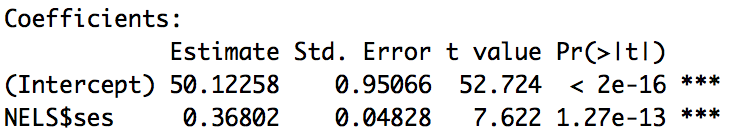 Coefficients:
Estimate Std. Error t value Pr(>|t|)
(Intercept) 50.12258 0.95066 52.724 < 2e-16 ***
NELS$ses 0.36802 0.04828 7.622 1.27e-13 ***